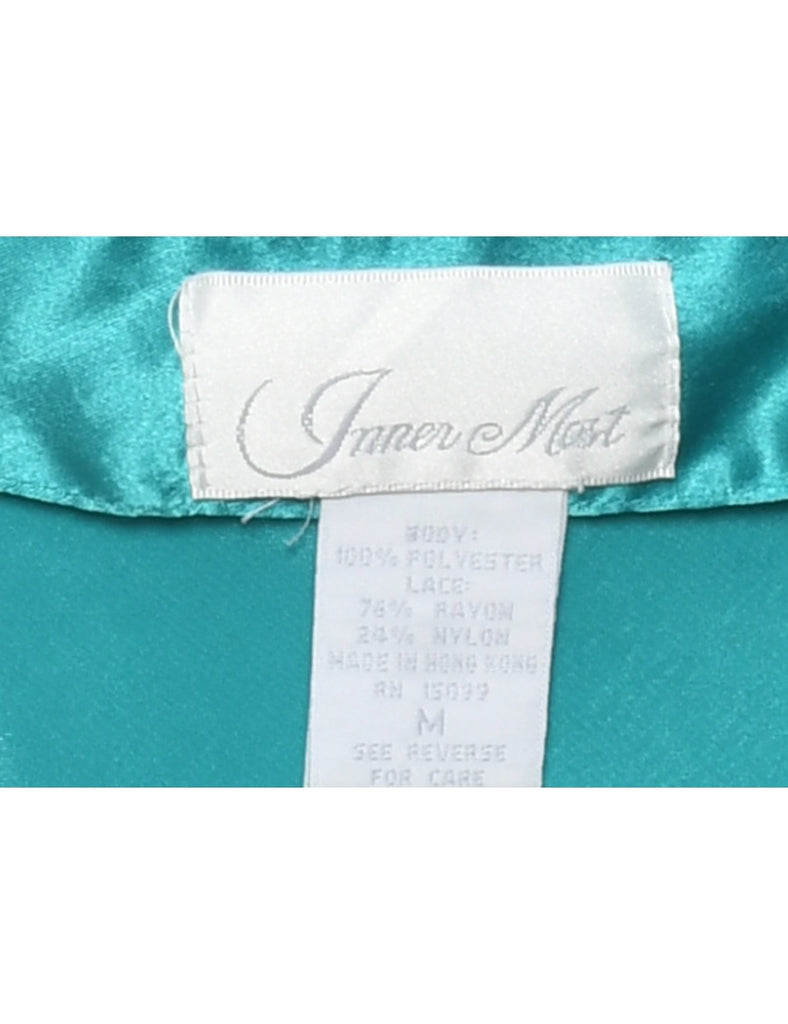 Inner Most
BODY:
100% POLYESTER
LACE:
76% RAYON
24% NYLON
MADE IN HONG KONG
RN 15099
M
SEE REVERSE
FOR CARE